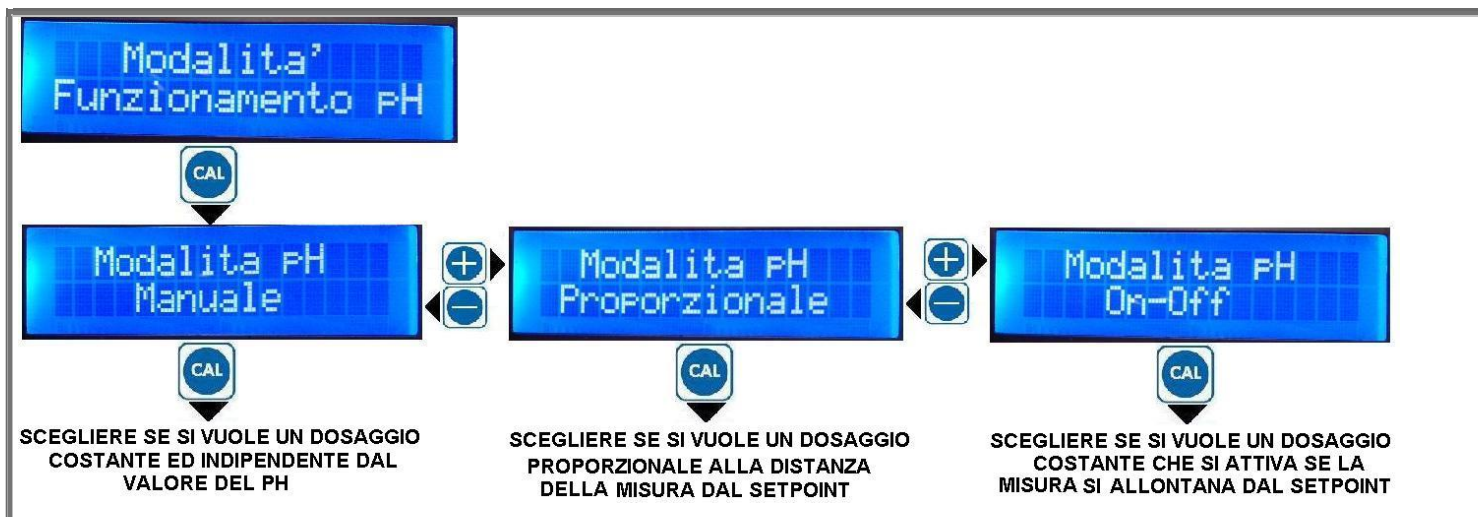 Modalita'
Funzionamento pH
CAL
Modalita pH
Manuale
+
−
Modalita pH
Proporzionale
+
−
Modalita pH
On-Off
CAL
CAL
CAL
SCEGLIERE SE SI VUOLE UN DOSAGGIO
COSTANTE ED INDIPENDENTE DAL
VALORE DEL PH
SCEGLIERE SE SI VUOLE UN DOSAGGIO
PROPORZIONALE ALLA DISTANZA
DELLA MISURA DAL SETPOINT
SCEGLIERE SE SI VUOLE UN DOSAGGIO
COSTANTE CHE SI ATTIVA SE LA
MISURA SI ALLONTANA DAL SETPOINT